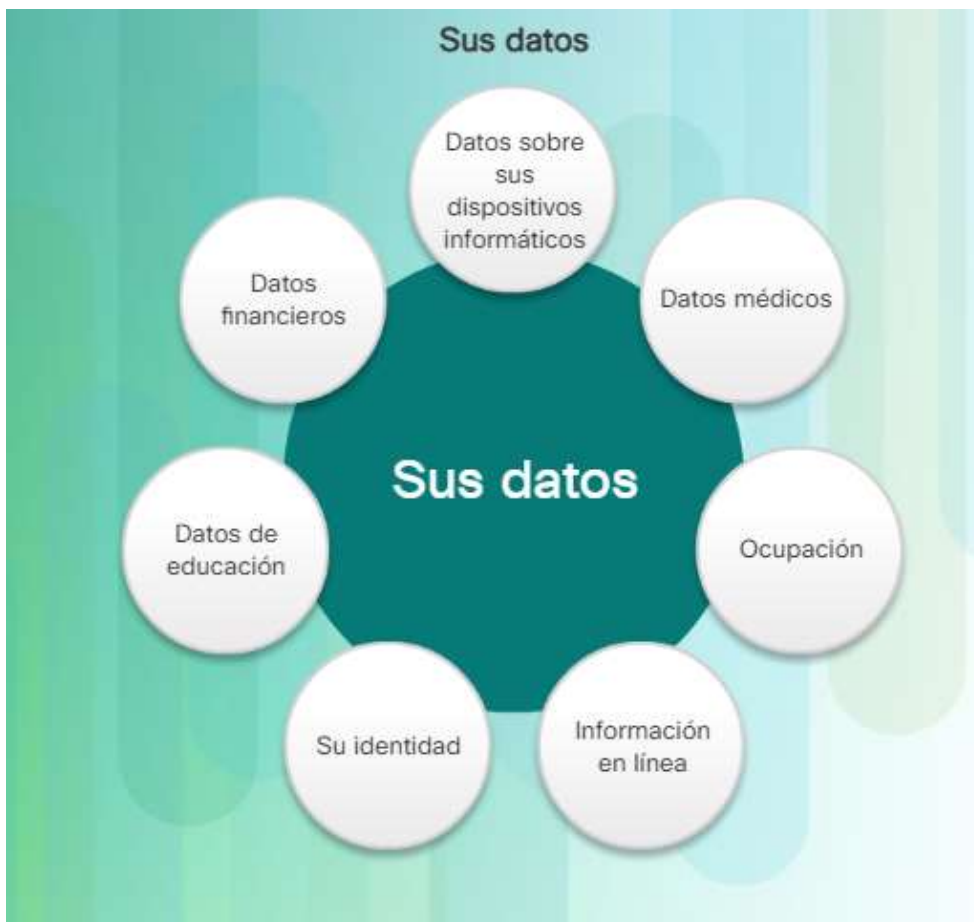 Sus datos
Datos sobre
sus
dispositivos
informáticos
Datos médicos
Ocupación
Información
en línea
Su identidad
Datos de
educación
Datos
financieros
Sus datos